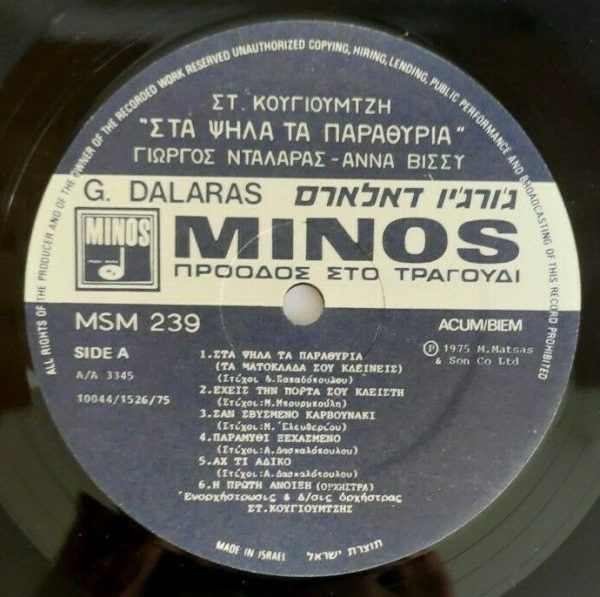 ALL RIGHTS OF THE PRODUCER AND OF THE OWNER OF THE RECORDED WORK RESERVED UNAUTHORIZED COPYING, HIRING, LENDING, PUBLIC PERFORMANCE AND BROADCASTING OF THIS RECORD PROHIBITED
ΣΤ. ΚΟΥΓΙΟΥΜΤΖΗ
"ΣΤΑ ΨΗΛΑ ΤΑ ΠΑΡΑΘΥΡΙΑ"
ΓΙΩΡΓΟΣ ΝΤΑΛΑΡΑΣ - ΑΝΝΑ ΒΙΣΣΥ
G. DALARAS ג'ורג'יו דאלארס
MINOS MINOS
ΠΡΟΟΔΟΣ ΣΤΟ ΤΡΑΓΟΥΔΙ
MSM 239 ACUM/BIEM
SIDE A
A/A 3345
10044/1526/75
℗ 1975 M.Matsas
& Son Co Ltd
1.ΣΤΑ ΨΗΛΑ ΤΑ ΠΑΡΑΘΥΡΙΑ
(ΤΑ ΜΑΤΟΚΛΑΔΑ ΣΟΥ ΚΛΕΙΝΕΙΣ)
(Στίχοι Δ.Παπαδόπουλου)
2.ΕΧΕΙΣ ΤΗΝ ΠΟΡΤΑ ΣΟΥ ΚΛΕΙΣΤΗ
(Στίχοι:Μ.Μπουρμπούλη)
3.ΣΑΝ ΣΒΥΣΜΕΝΟ ΚΑΡΒΟΥΝΑΚΙ
(Στίχοι:Μ. Ἐλευθερίου)
4.ΠΑΡΑΜΥΘΙ ΞΕΧΑΣΜΕΝΟ
(Στίχοι:Α.Δασκαλόπουλου)
5.ΑΧ ΤΙ ΑΔΙΚΟ
(Στίχοι:Α.Δασκαλόπουλου)
6.Η ΠΡΩΤΗ ΑΝΟΙΞΗ (ΟΡΧΗΣΤΡΑ)
Ἐνορχήστρωσις & Δ/σις ὀρχήστρας
ΣΤ.ΚΟΥΓΙΟΥΜΤΖΗΣ
MADE IN ISRAEL תוצרת ישראל